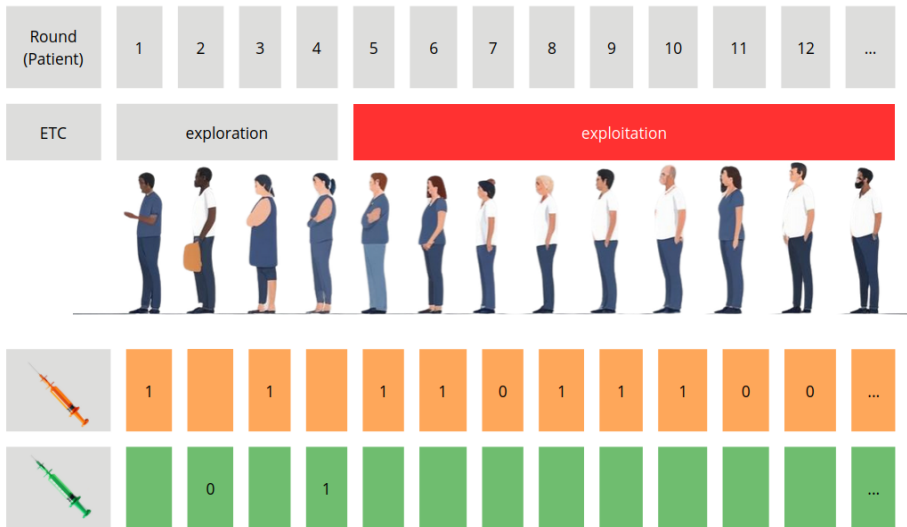 Round
(Patient)
1 2 3 4 5 6 7 8 9 10 11 12 ...
ETC exploration exploitation
1 1 1 1 0 1 1 1 0 0 ...
0 1 ...